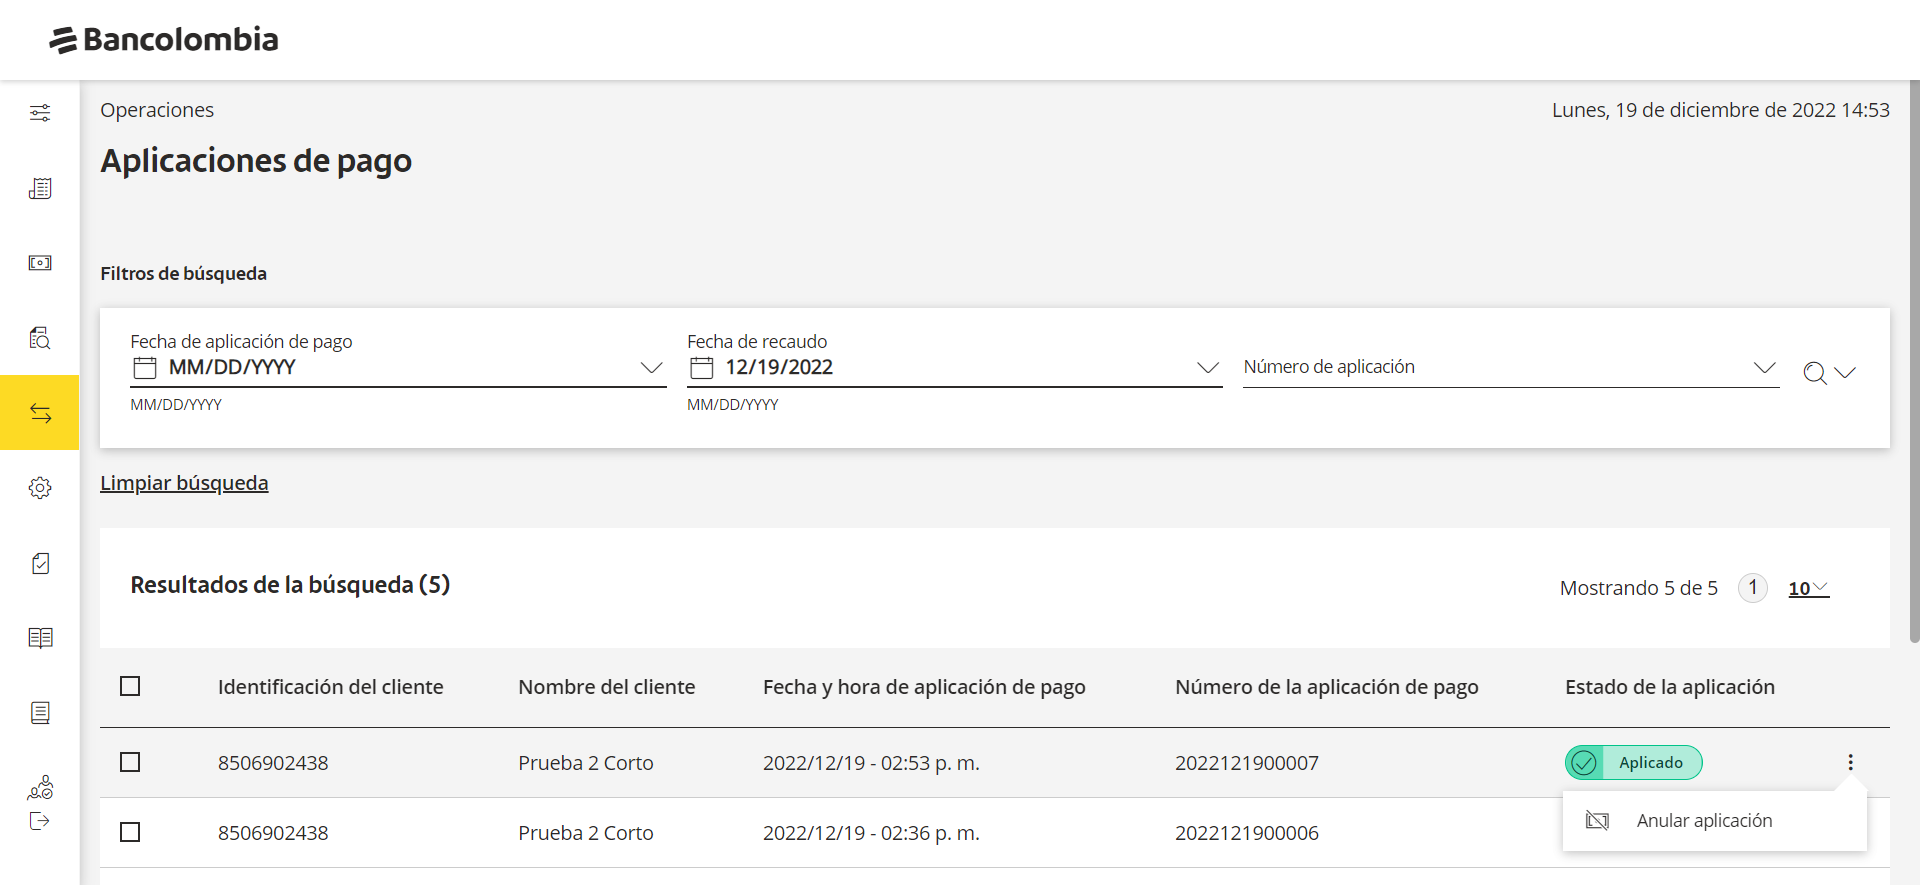 Bancolombia
Operaciones
Lunes, 19 de diciembre de 2022 14:53
Aplicaciones de pago
Filtros de búsqueda
Fecha de aplicación de pago
MM/DD/YYYY
MM/DD/YYYY
Fecha de recaudo
12/19/2022
MM/DD/YYYY
Número de aplicación
Limpiar búsqueda
Resultados de la búsqueda (5)
Mostrando 5 de 5 1 10
Identificación del cliente Nombre del cliente Fecha y hora de aplicación de pago Número de la aplicación de pago Estado de la aplicación
8506902438 Prueba 2 Corto 2022/12/19 - 02:53 p. m. 2022121900007 Aplicado
Anular aplicación
8506902438 Prueba 2 Corto 2022/12/19 - 02:36 p. m. 2022121900006